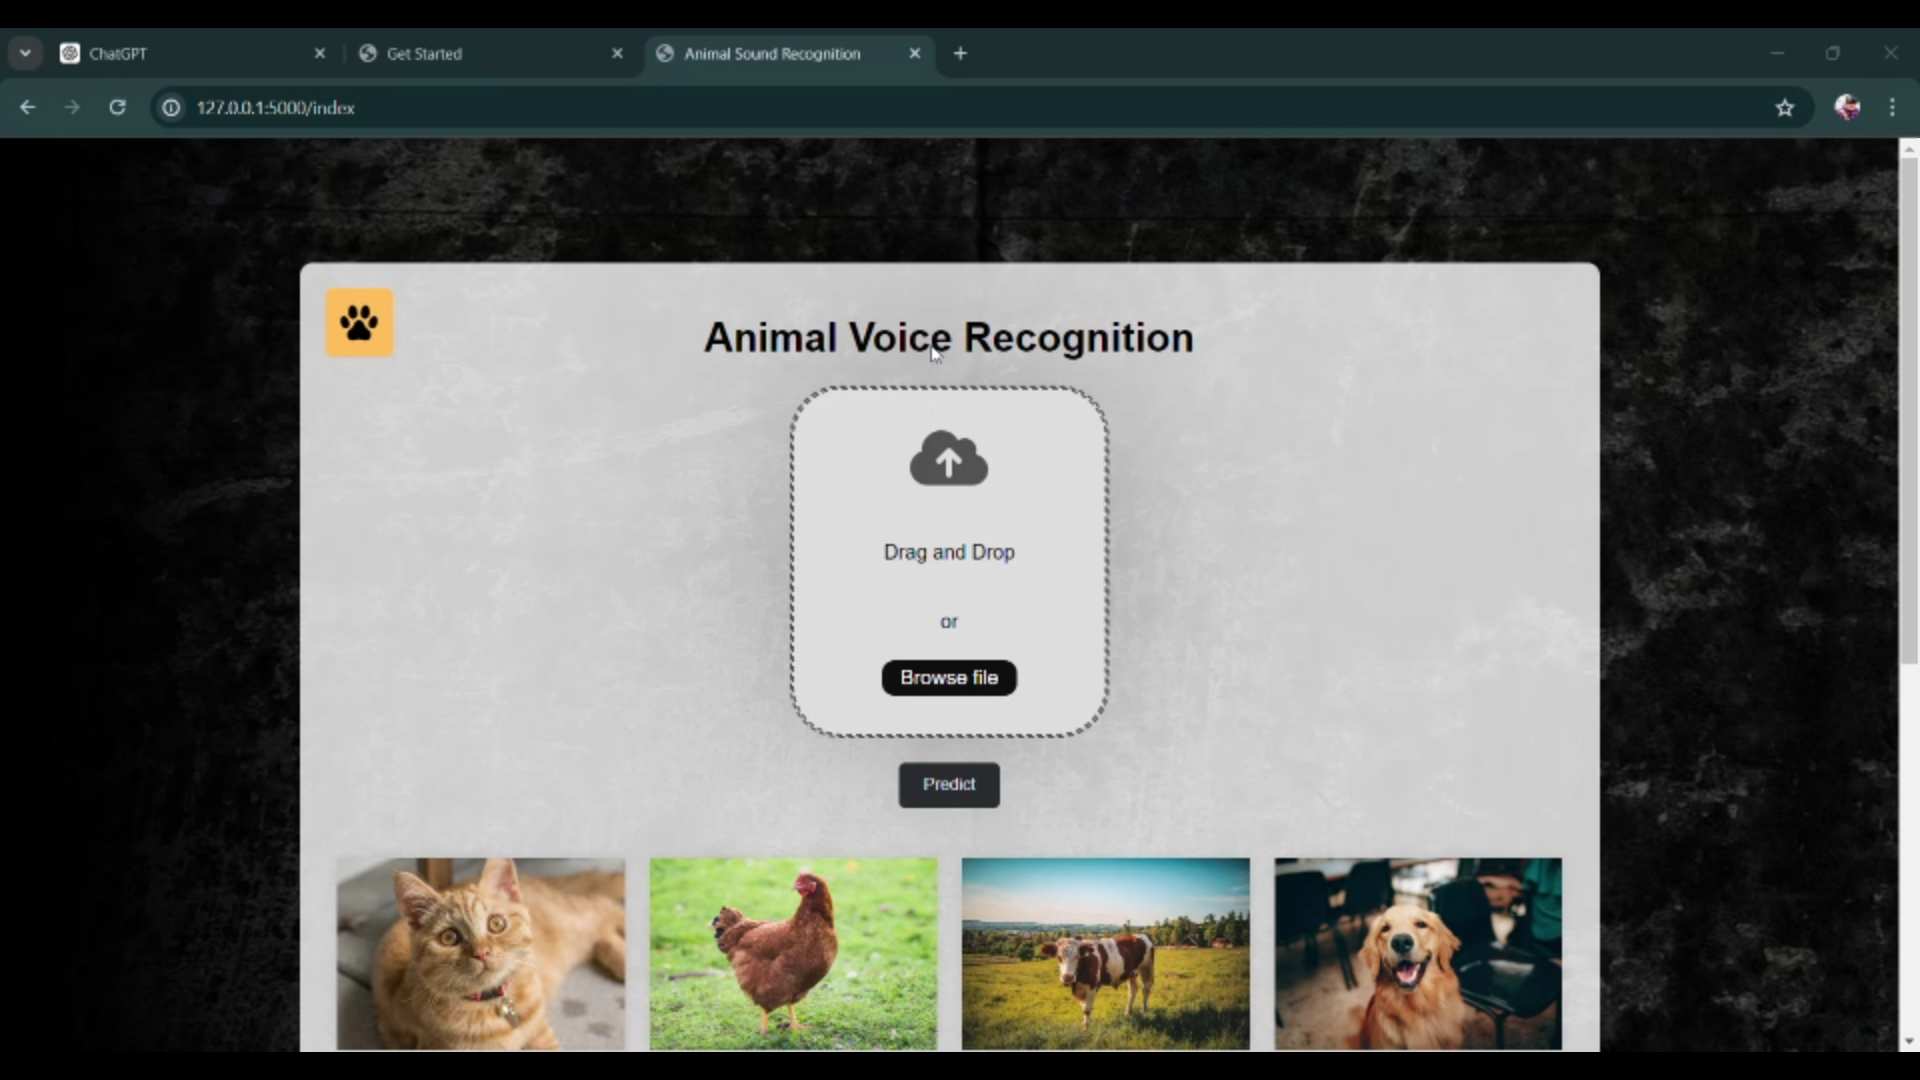 ChatGPT
Get Started
Animal Sound Recognition
127.0.0.1:5000/index
Animal Voice Recognition
Drag and Drop
or
Browse file
Predict